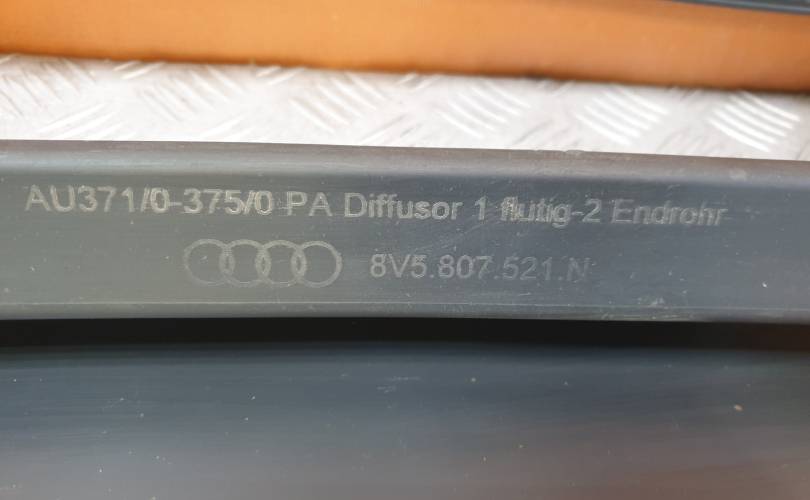 AU371/0-375/0 PA Diffusor 1 flutig-2 Endrohr
8V5.807.521.N